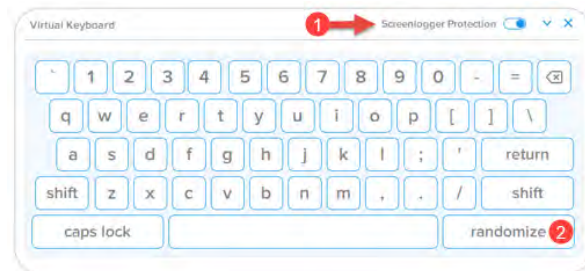 Virtual Keyboard 1 Screenlogger Protection
` 1 2 3 4 5 6 7 8 9 0 - =
q w e r t y u i o p [ ] \
a s d f g h j k l ; ' return
shift z x c v b n m , . / shift
caps lock randomize 2